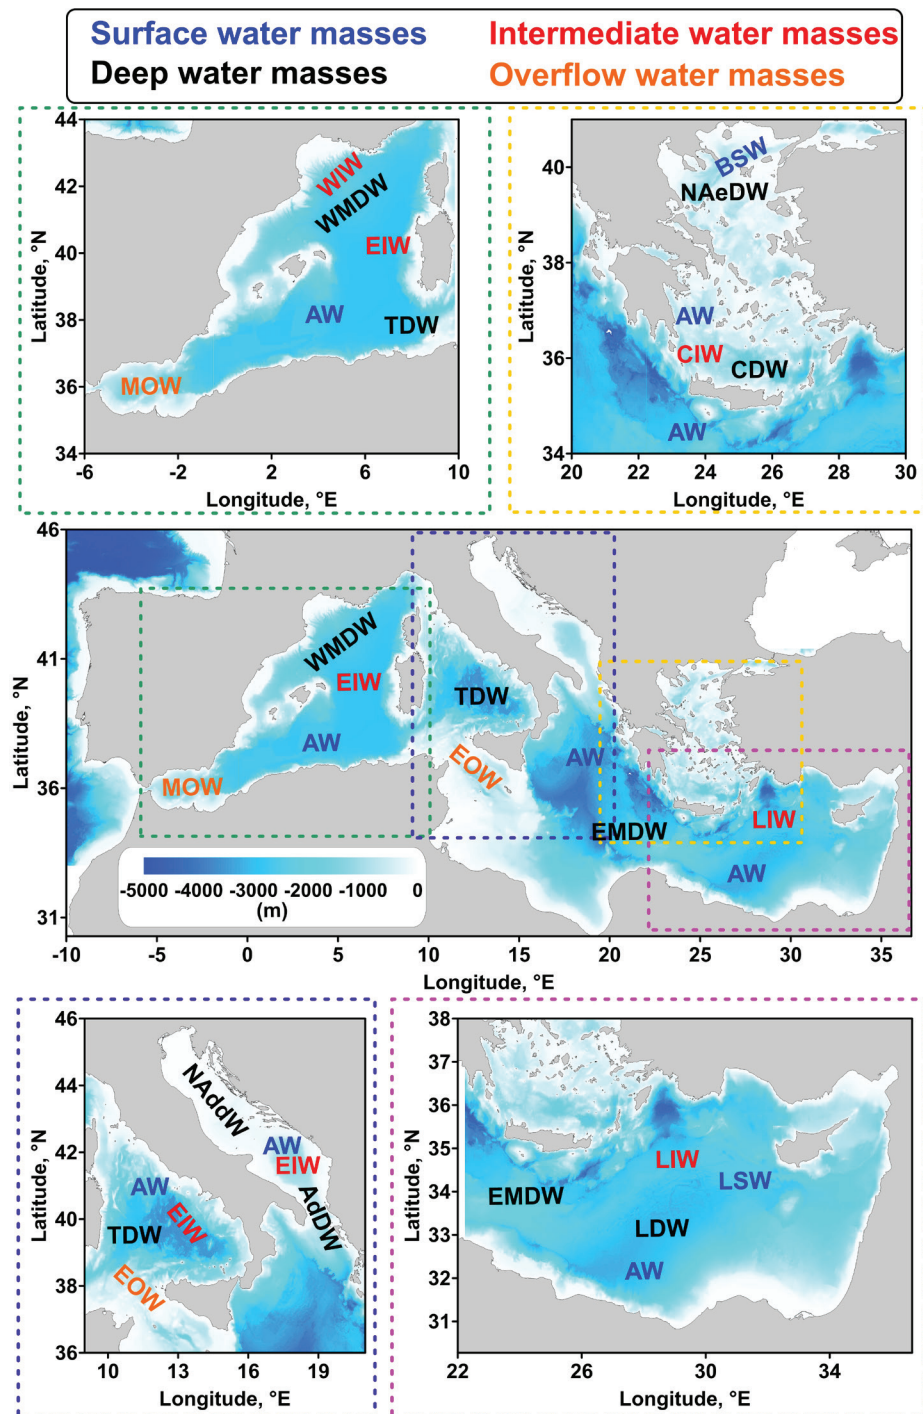 Surface water masses Intermediate water masses
Deep water masses Overflow water masses
44
42
40
38
36
34
Latitude, °N
WIW
WMDW
EIW
AW
TDW
MOW
-6 -2 2 6 10
Longitude, °E
40
38
36
34
Latitude, °N
BSW
NAeDW
AW
CIW
CDW
AW
20 22 24 26 28 30
Longitude, °E
46
41
36
31
Latitude, °N
WMDW
EIW
TDW
AW
EOW
AW
MOW
LIW
EMDW
AW
-5000 -4000 -3000 -2000 -1000 0
(m)
-10 -5 0 5 10 15 20 25 30 35
Longitude, °E
46
44
42
40
38
36
Latitude, °N
NAddW
AW
EIW
AW
EIW
AdDW
TDW
EOW
10 13 16 19
Longitude, °E
38
37
36
35
34
33
32
31
Latitude, °N
LIW
LSW
EMDW
LDW
AW
22 26 30 34
Longitude, °E